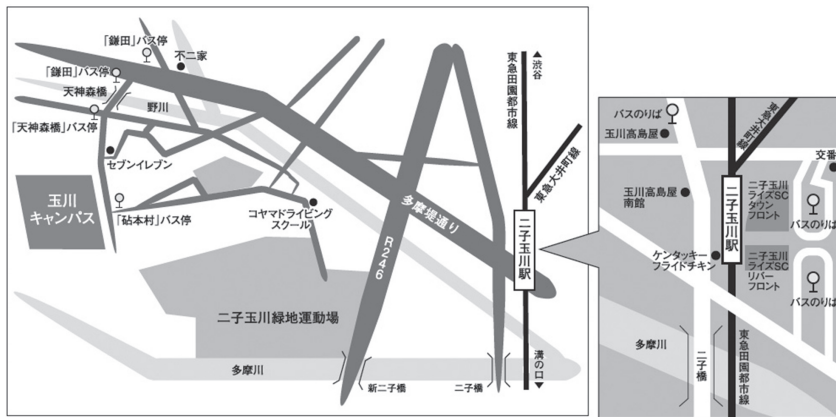 「鎌田」バス停
不二家
「鎌田」バス停
天神森橋
野川
「天神森橋」バス停
セブンイレブン
玉川
キャンパス
「砧本村」バス停
コヤマドライビング
スクール
多摩堤通り
R246
二子玉川緑地運動場
多摩川
新二子橋
二子橋
▲渋谷
東急田園都市線
東急大井町線
二子玉川駅
溝の口▼
バスのりば
玉川高島屋
東急大井町線
交番
玉川高島屋
南館
二子玉川駅
二子玉川
ライズSC
タウン
フロント
バスのりば
ケンタッキー
フライドチキン
二子玉川
ライズSC
リバー
フロント
バスのりば
多摩川
二子橋
東急田園都市線